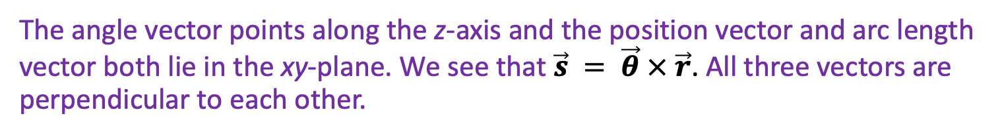 The angle vector points along the z-axis and the position vector and arc length
vector both lie in the xy-plane. We see that s⃗ = θ⃗ × r⃗. All three vectors are
perpendicular to each other.